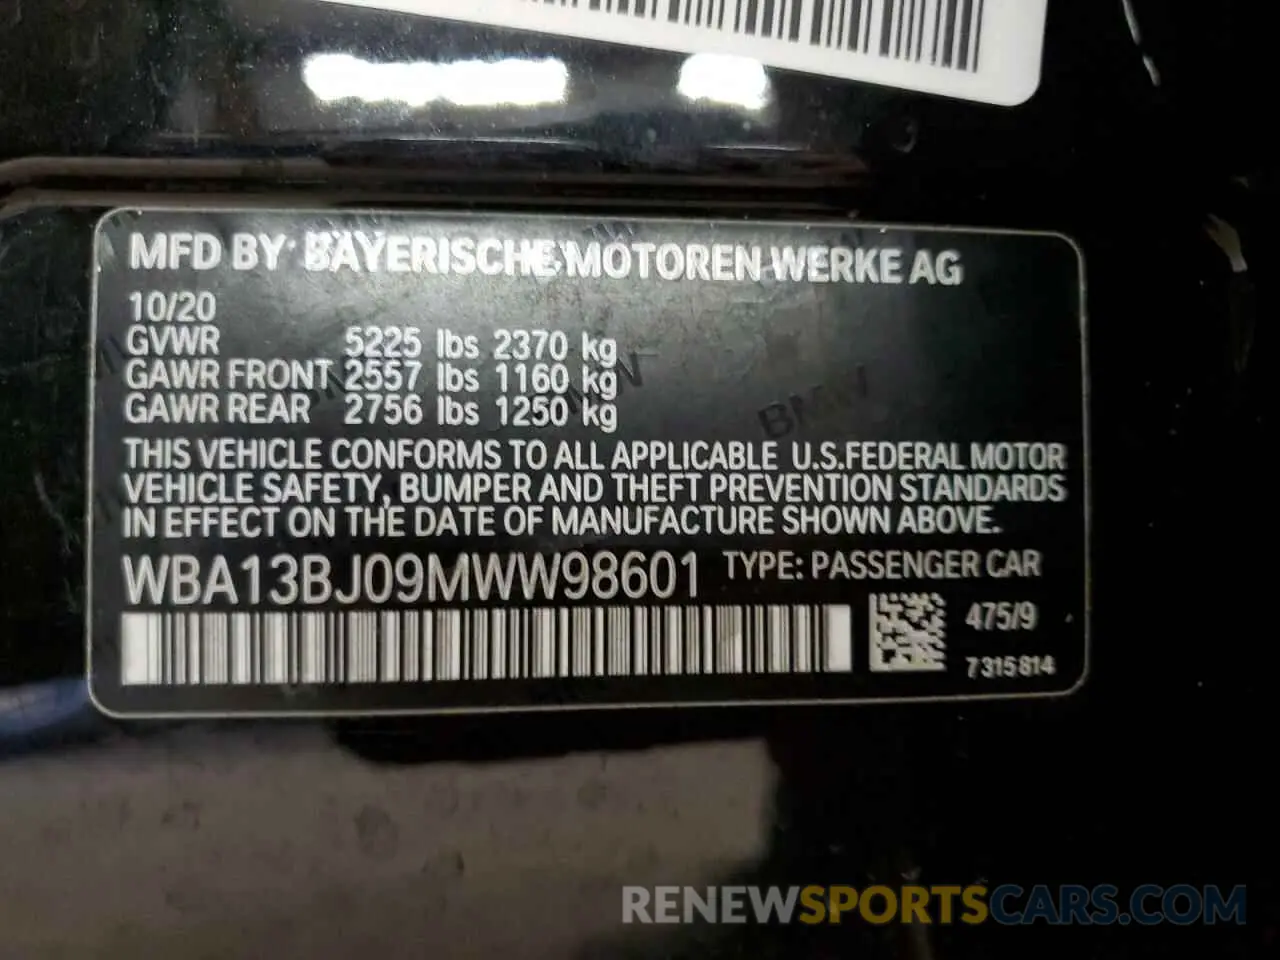 MFD BY BAYERISCHE MOTOREN WERKE AG
10/20
GVWR 5225 lbs 2370 kg
GAWR FRONT 2557 lbs 1160 kg
GAWR REAR 2756 lbs 1250 kg
THIS VEHICLE CONFORMS TO ALL APPLICABLE U.S.FEDERAL MOTOR
VEHICLE SAFETY, BUMPER AND THEFT PREVENTION STANDARDS
IN EFFECT ON THE DATE OF MANUFACTURE SHOWN ABOVE.
WBA13BJ09MWW98601 TYPE: PASSENGER CAR
475/9
7315814
RENEWSPORTSCARS.COM